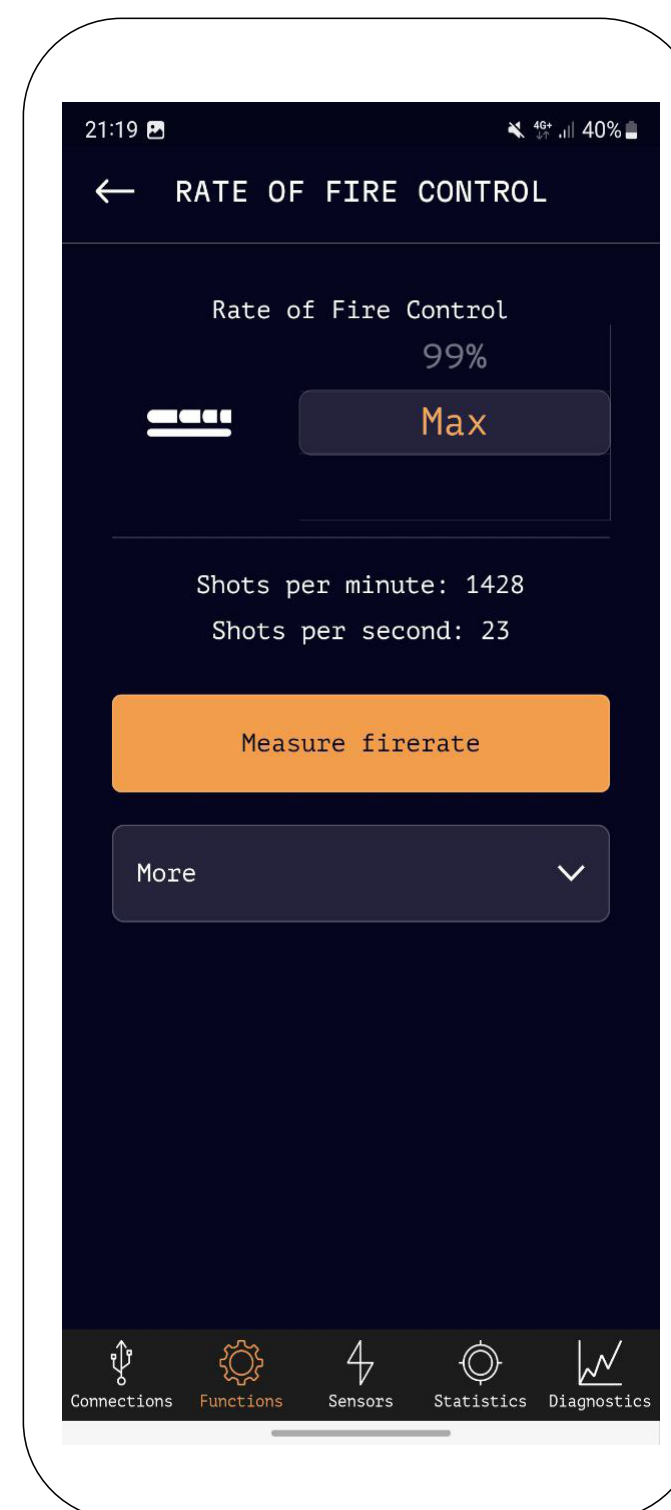 21:19 4G+ 40%
RATE OF FIRE CONTROL
Rate of Fire Control
99%
Max
Shots per minute: 1428
Shots per second: 23
Measure firerate
More
Connections Functions Sensors Statistics Diagnostics